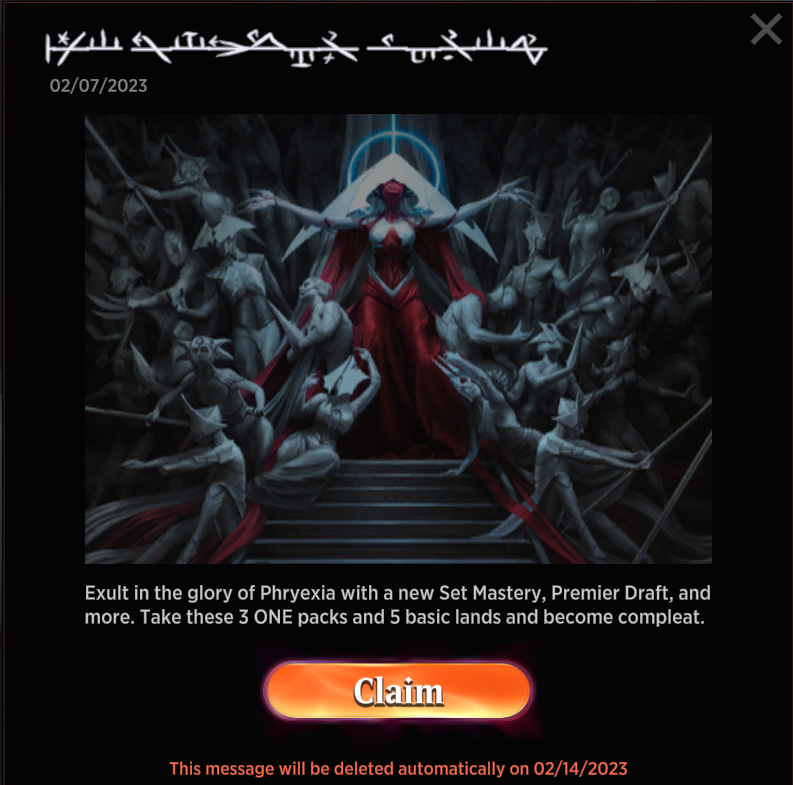 02/07/2023
Exult in the glory of Phryexia with a new Set Mastery, Premier Draft, and
more. Take these 3 ONE packs and 5 basic lands and become compleat.
Claim
This message will be deleted automatically on 02/14/2023